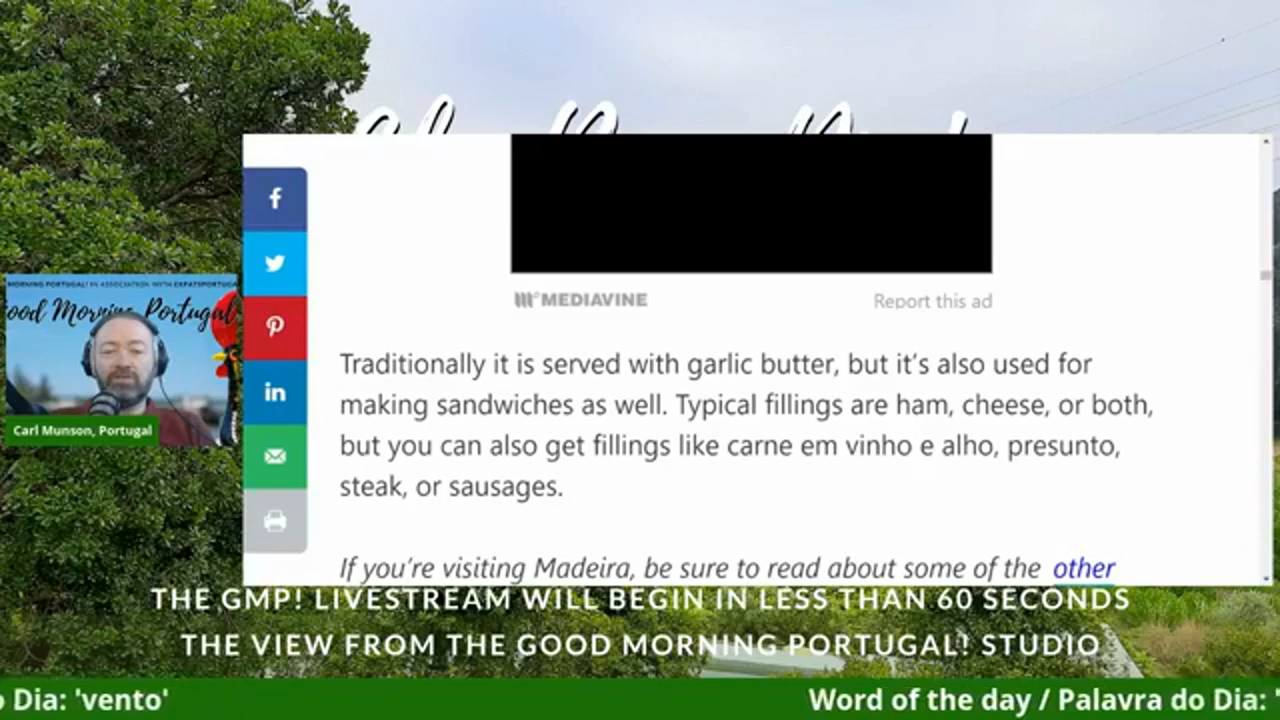 MEDIAVINE
Report this ad
Traditionally it is served with garlic butter, but it's also used for
making sandwiches as well. Typical fillings are ham, cheese, or both,
but you can also get fillings like carne em vinho e alho, presunto,
steak, or sausages.
If you're visiting Madeira, be sure to read about some of the other
MORNING PORTUGAL! IN ASSOCIATION WITH
ood Morning Portugal
Carl Munson, Portugal
THE GMP! LIVESTREAM WILL BEGIN IN LESS THAN 60 SECONDS
THE VIEW FROM THE GOOD MORNING PORTUGAL! STUDIO
o Dia: 'vento' Word of the day / Palavra do Dia: '